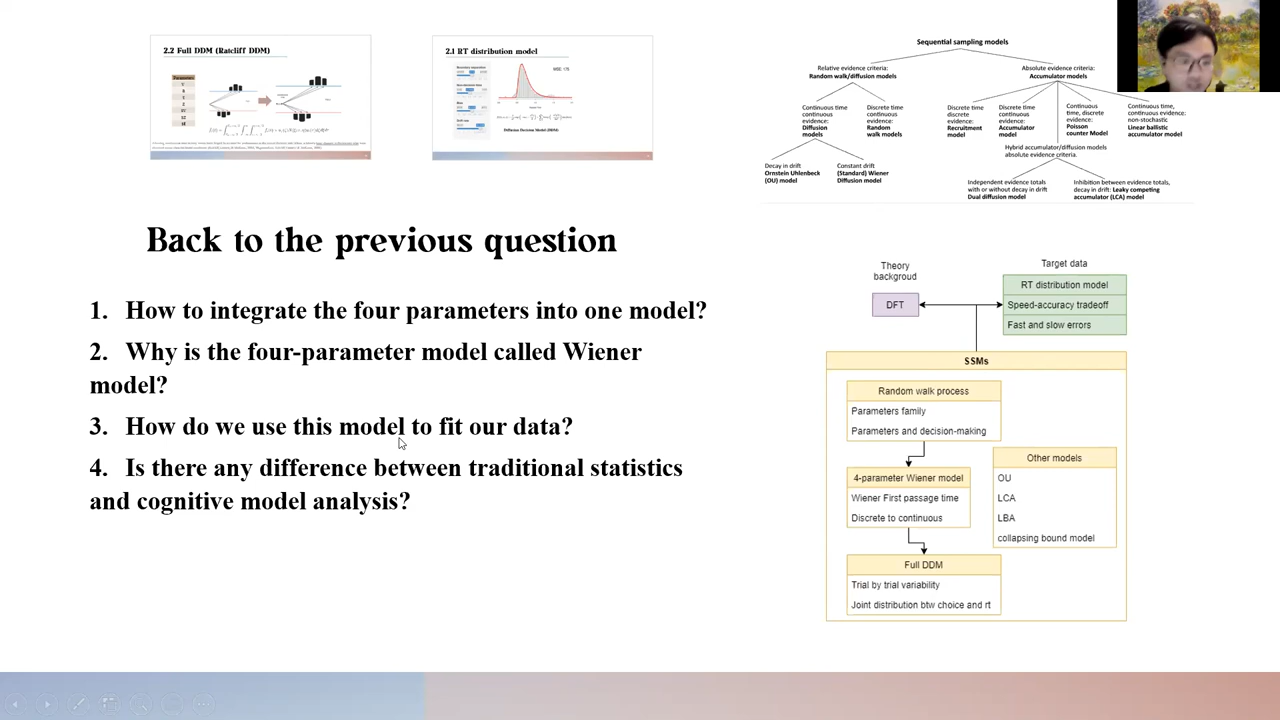 2.2 Full DDM (Ratcliff DDM)
2.1 RT distribution model
Diffusion Decision Model (DDM)
Sequential sampling models
Relative evidence criteria:
Random walk/diffusion models
Absolute evidence criteria:
Accumulator models
Continuous time
continuous
evidence:
Diffusion
models
Discrete time
continuous
evidence:
Random
walk models
Discrete time
discrete
evidence:
Recruitment
model
Discrete time
continuous
evidence:
Accumulator
model
Continuous
time, discrete
evidence:
Poisson
counter Model
Continuous time,
continuous evidence:
non-stochastic
Linear ballistic
accumulator model
Hybrid accumulator/diffusion models
absolute evidence criteria.
Decay in drift
Ornstein Uhlenbeck
(OU) model
Constant drift
(Standard) Wiener
Diffusion model
Independent evidence totals
with or without decay in drift
Dual diffusion model
Inhibition between evidence totals,
decay in drift: Leaky competing
accumulator (LCA) model
Back to the previous question
1. How to integrate the four parameters into one model?
2. Why is the four-parameter model called Wiener
model?
3. How do we use this model to fit our data?
4. Is there any difference between traditional statistics
and cognitive model analysis?
Theory
backgroud
DFT
Target data
RT distribution model
Speed-accuracy tradeoff
Fast and slow errors
SSMs
Random walk process
Parameters family
Parameters and decision-making
4-parameter Wiener model
Wiener First passage time
Discrete to continuous
Other models
OU
LCA
LBA
collapsing bound model
Full DDM
Trial by trial variability
Joint distribution btw choice and rt